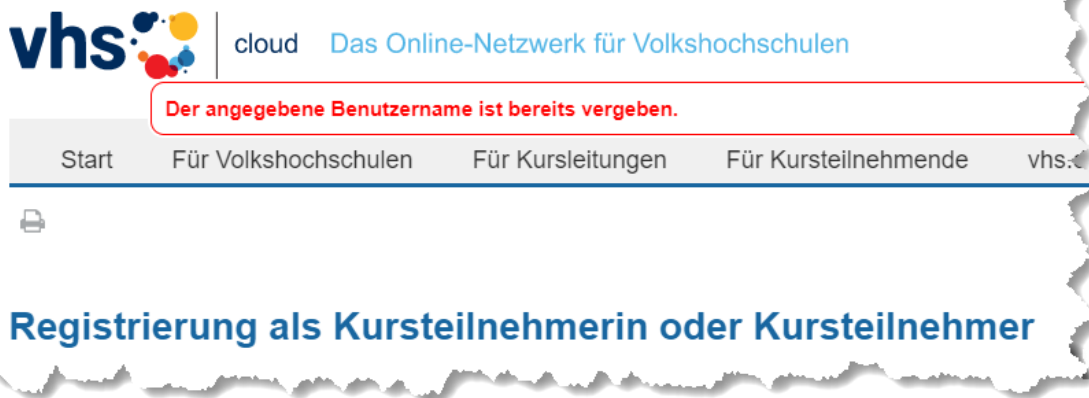 vhs cloud Das Online-Netzwerk für Volkshochschulen
Der angegebene Benutzername ist bereits vergeben.
Start Für Volkshochschulen Für Kursleitungen Für Kursteilnehmende
Registrierung als Kursteilnehmerin oder Kursteilnehmer